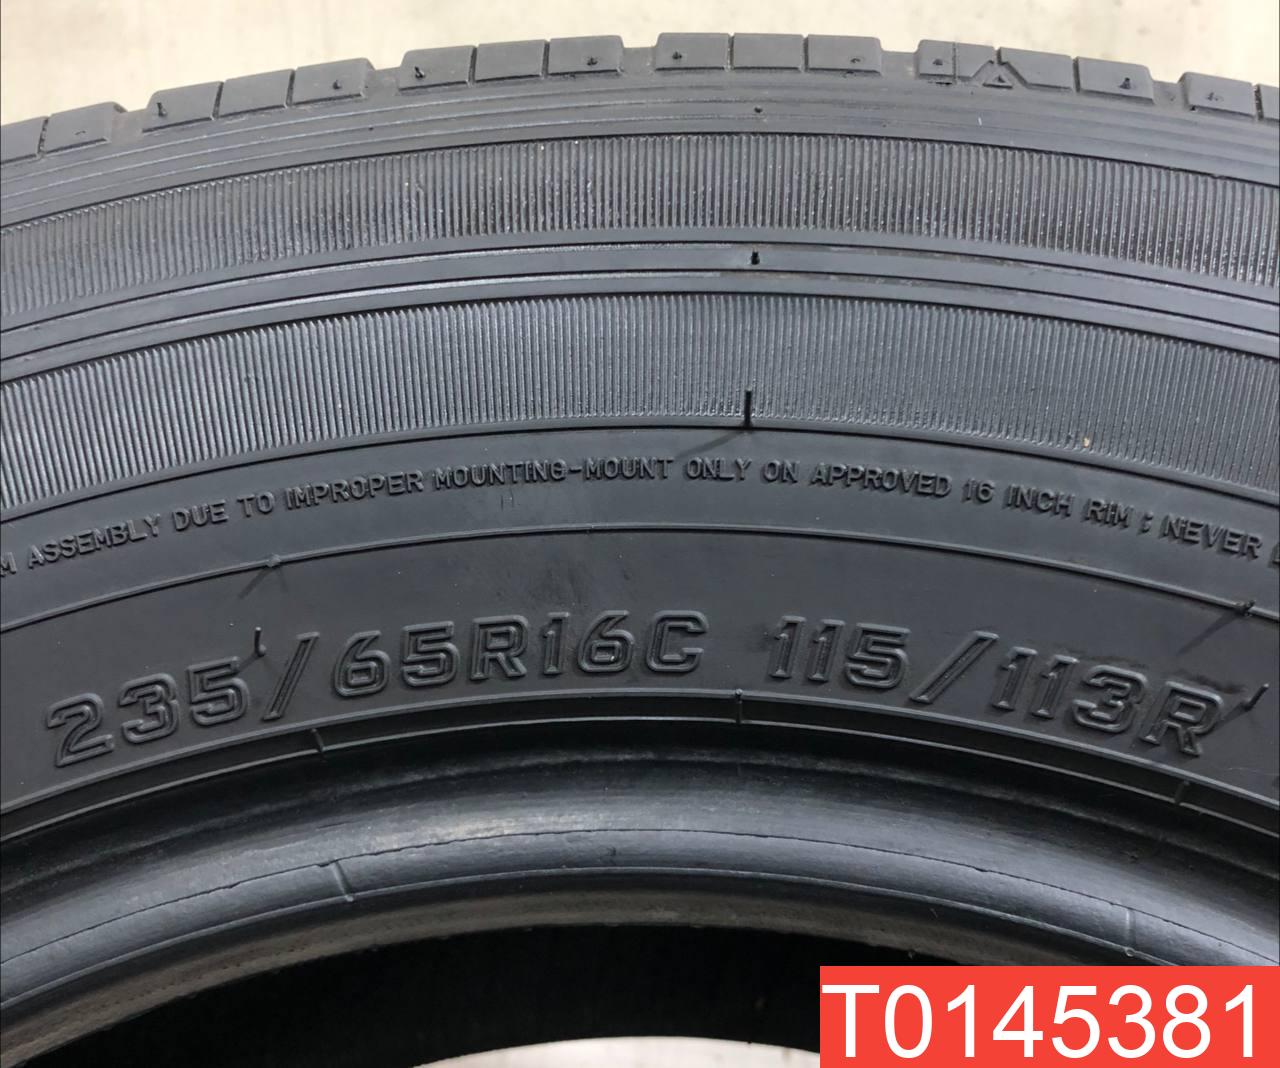 ASSEMBLY DUE TO IMPROPER MOUNTING-MOUNT ONLY ON APPROVED 16 INCH RIM ; NEVER
235/65R16C 115/113R
T0145381